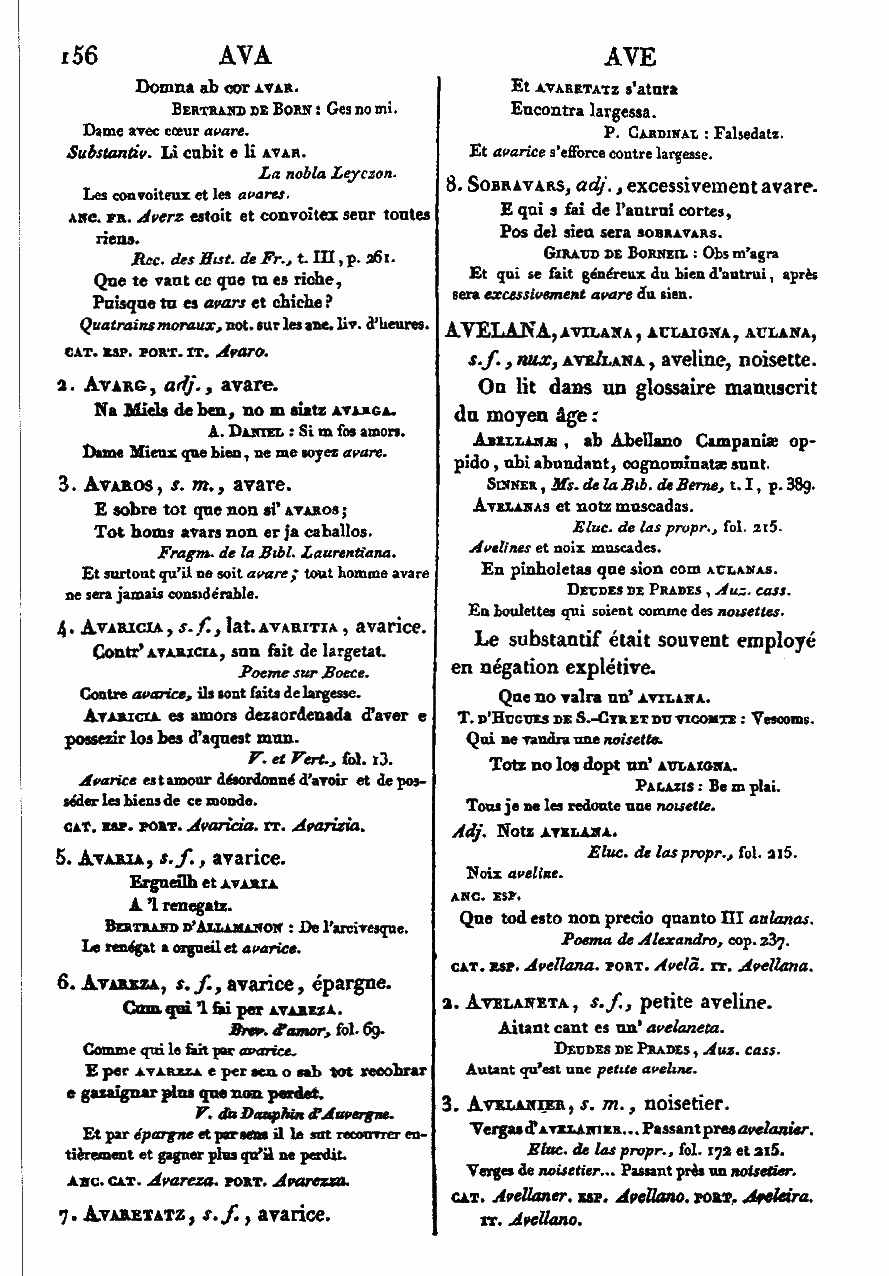 156 AVA
Domna ab cor AVAR.
BERTRAND DE BORN : Ges no mi.
Dame avec cœur avare.
Substantiv. Li cubit e li AVAR.
La nobla Leyczon.
Les convoiteux et les avares.
ANC. FR. Averz estoit et convoitex seur toutes
riens.
Rec. des Hist. de Fr., t. III, p. 261.
Que te vaut ce que tu es riche,
Puisque tu es avars et chiche ?
Quatrains moraux, not. sur les anc. liv. d'heures.
CAT. ESP. PORT. IT. Avaro.
2. AVARG, adj., avare.
Na Miels de ben, no m siatz AVARGA.
A. DANIEL : Si m fos amors.
Dame Mieux que bien, ne me soyez avare.
3. AVAROS, s. m., avare.
E sobre tot que non si' AVAROS;
Tot homs avars non er ja caballos.
Fragm. de la Bibl. Laurentiana.
Et surtout qu'il ne soit avare; tout homme avare
ne sera jamais considérable.
4. AVARICIA, s. f., lat. AVARITIA, avarice.
Contr' AVARICIA, sun fait de largetat.
Poeme sur Boece.
Contre avarice, ils sont faits de largesse.
AVARICIA es amors dezaordenada d'aver e
possezir los bes d'aquest mun.
V. et Vert., fol. 13.
Avarice est amour désordonné d'avoir et de pos-
séder les biens de ce monde.
CAT. ESP. PORT. Avaricia. IT. Avarizia.
5. AVARIA, s. f., avarice.
Ergueilh et AVARIA
A 'l renegatz.
BERTRAND D'ALLAMANON : De l'arcivesque.
Le renégat a orgueil et avarice.
6. AVAREZA, s. f., avarice, épargne.
Cum qui 'l fai per AVAREZA.
Brev. d'amor, fol. 69.
Comme qui le fait par avarice.
E per AVAREZA e per sen o sab tot recobrar
e gazaignar plus que non perdet.
V. du Dauphin d'Auvergne.
Et par épargne et par sens il le sut recouvrer en-
tièrement et gagner plus qu'il ne perdit.
ANC. CAT. Avareza. PORT. Avarezza.
7. AVARETATZ, s. f., avarice.
AVE
Et AVARETATZ s'atura
Encontra largessa.
P. CARDINAL : Falsedatz.
Et avarice s'efforce contre largesse.
8. SOBRAVARS, adj., excessivement avare.
E qui s fai de l'autrui cortes,
Pos del sieu sera SOBRAVARS.
GIRAUD DE BORNEIL : Obs m'agra
Et qui se fait généreux du bien d'autrui, après
sera excessivement avare du sien.
AVELANA, AVILANA, AULAIGNA, AULANA,
s. f., nux, AVELLANA, aveline, noisette.
On lit dans un glossaire manuscrit
du moyen âge :
ABELLANÆ, ab Abellano Campaniæ op-
pido, ubi abundant, cognominatæ sunt.
SINNER, Ms. de la Bib. de Berne, t. I, p. 389.
AVELANAS et notz muscadas.
Eluc. de las propr., fol. 215.
Avelines et noix muscades.
En pinholetas que sion com AULANAS.
DEUDES DE PRADES, Auz. cass.
En boulettes qui soient comme des noisettes.
Le substantif était souvent employé
en négation explétive.
Que no valra un' AVILANA.
T. D'HUGUES DE S.-CYR ET DU VICOMTE : Vescoms.
Qui ne vaudra une noisette.
Totz no los dopt un' AULAIGNA.
PALAZIS : Be m plai.
Tous je ne les redoute une noisette.
Adj. Notz AVELANA.
Eluc. de las propr., fol. 215.
Noix aveline.
ANC. ESP.
Que tod esto non precio quanto III aulanas.
Poema de Alexandro, cop. 237.
CAT. ESP. Avellana. PORT. Avelã. IT. Avellana.
2. AVELANETA, s. f., petite aveline.
Aitant cant es un' avelaneta.
DEUDES DE PRADES, Auz. cass.
Autant qu'est une petite aveline.
3. AVELANIER, s. m., noisetier.
Vergas d'AVELANIER... Passant pres avelanier.
Eluc. de las propr., fol. 172 et 215.
Verges de noisetier... Passant près un noisetier.
CAT. Avellaner. ESP. Avellano. PORT. Aveleira.
IT. Avellano.